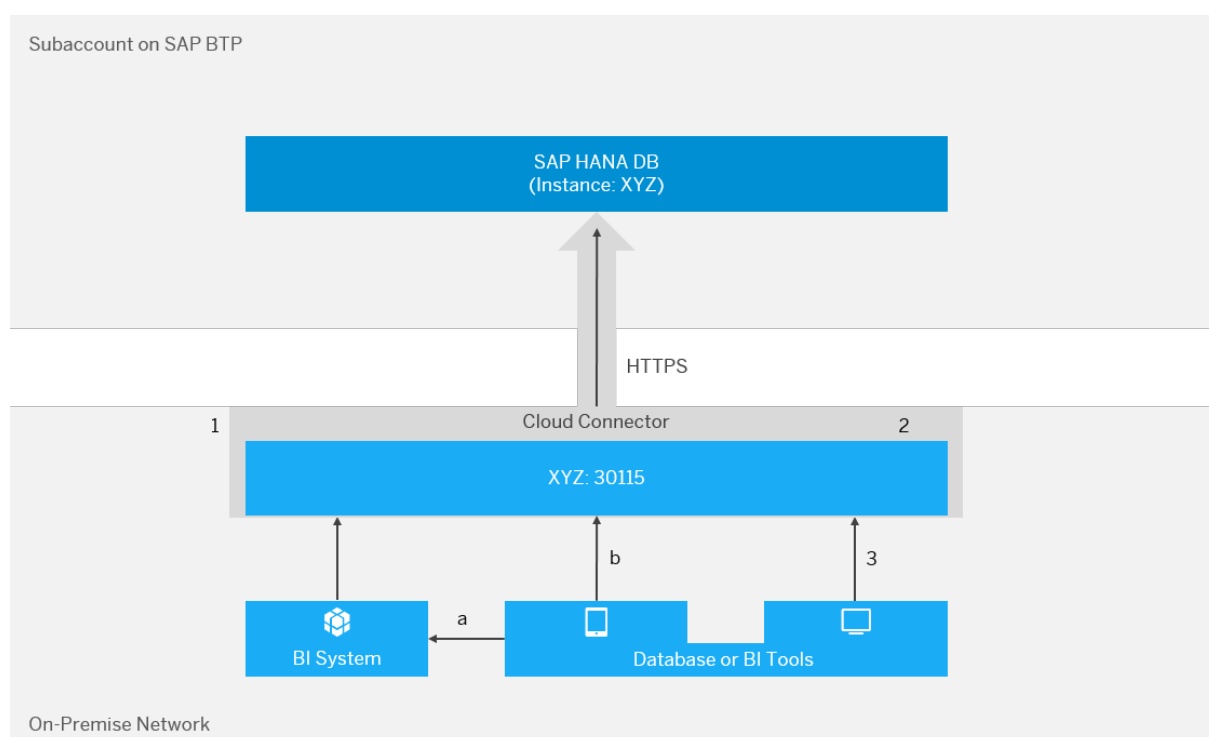 Subaccount on SAP BTP
SAP HANA DB
(Instance: XYZ)
HTTPS
1
Cloud Connector
2
XYZ: 30115
b
3
a
BI System
Database or BI Tools
On-Premise Network